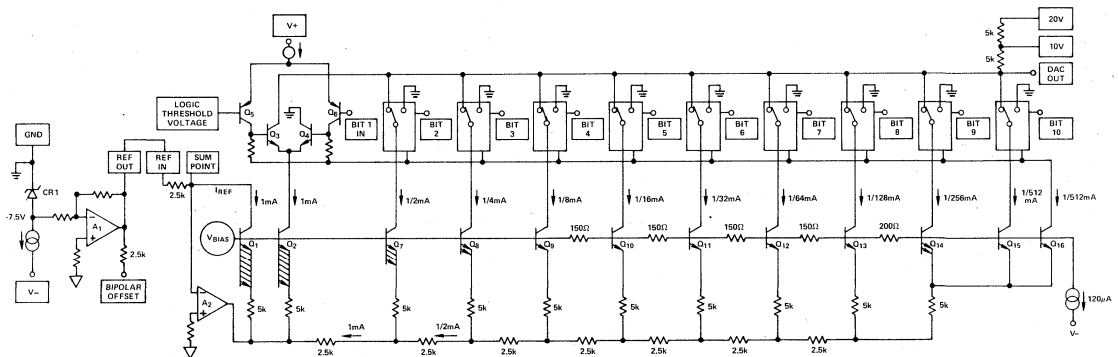 V+
20V
5k
10V
5k
DAC OUT
LOGIC THRESHOLD VOLTAGE
Q5
Q3
Q4
Q6
BIT 1 IN
BIT 2
BIT 3
BIT 4
BIT 5
BIT 6
BIT 7
BIT 8
BIT 9
BIT 10
GND
REF OUT
REF IN
SUM POINT
2.5k
IREF
CR1
-7.5V
A1
2.5k
V−
BIPOLAR OFFSET
1mA
1mA
1/2mA
1/4mA
1/8mA
1/16mA
1/32mA
1/64mA
1/128mA
1/256mA
1/512 mA
1/512mA
VBIAS
Q1
Q2
Q7
Q8
Q9
150Ω
Q10
150Ω
Q11
150Ω
Q12
150Ω
Q13
200Ω
Q14
Q15
Q16
A2
5k
5k
5k
5k
5k
5k
5k
5k
5k
5k
120µA
V−
1mA
1/2mA
2.5k
2.5k
2.5k
2.5k
2.5k
2.5k
2.5k